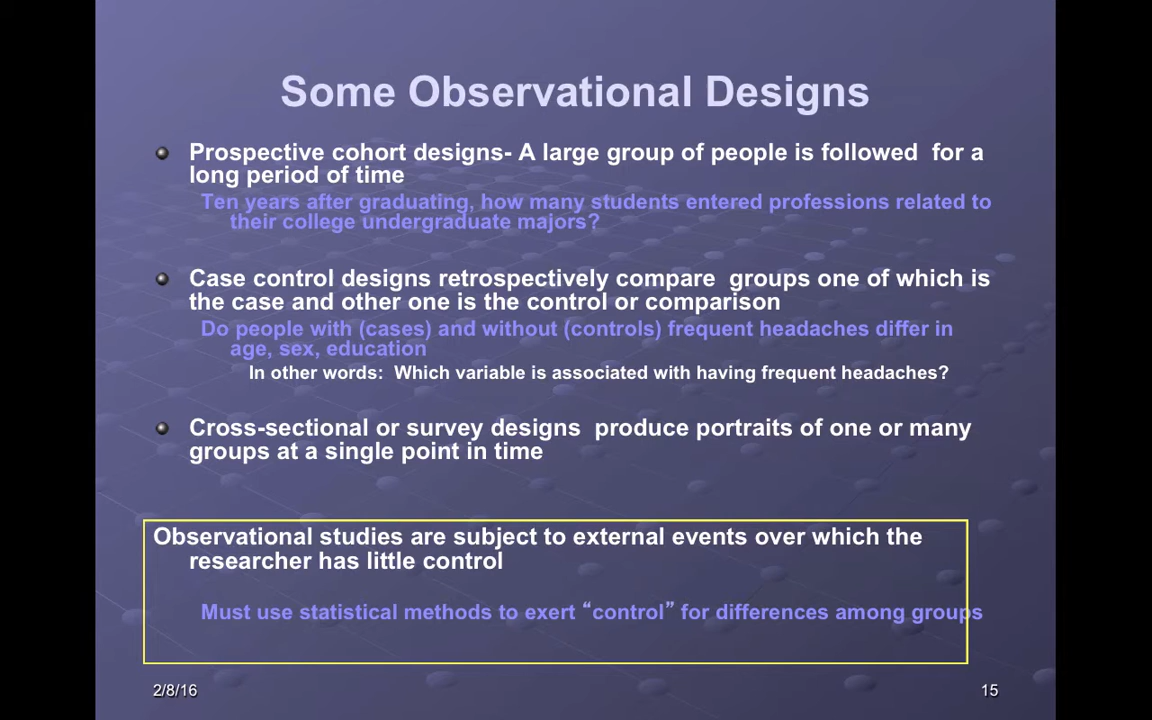 Some Observational Designs
Prospective cohort designs- A large group of people is followed for a
long period of time
Ten years after graduating, how many students entered professions related to
their college undergraduate majors?
Case control designs retrospectively compare groups one of which is
the case and other one is the control or comparison
Do people with (cases) and without (controls) frequent headaches differ in
age, sex, education
In other words: Which variable is associated with having frequent headaches?
Cross-sectional or survey designs produce portraits of one or many
groups at a single point in time
Observational studies are subject to external events over which the
researcher has little control
Must use statistical methods to exert “control” for differences among groups
2/8/16
15